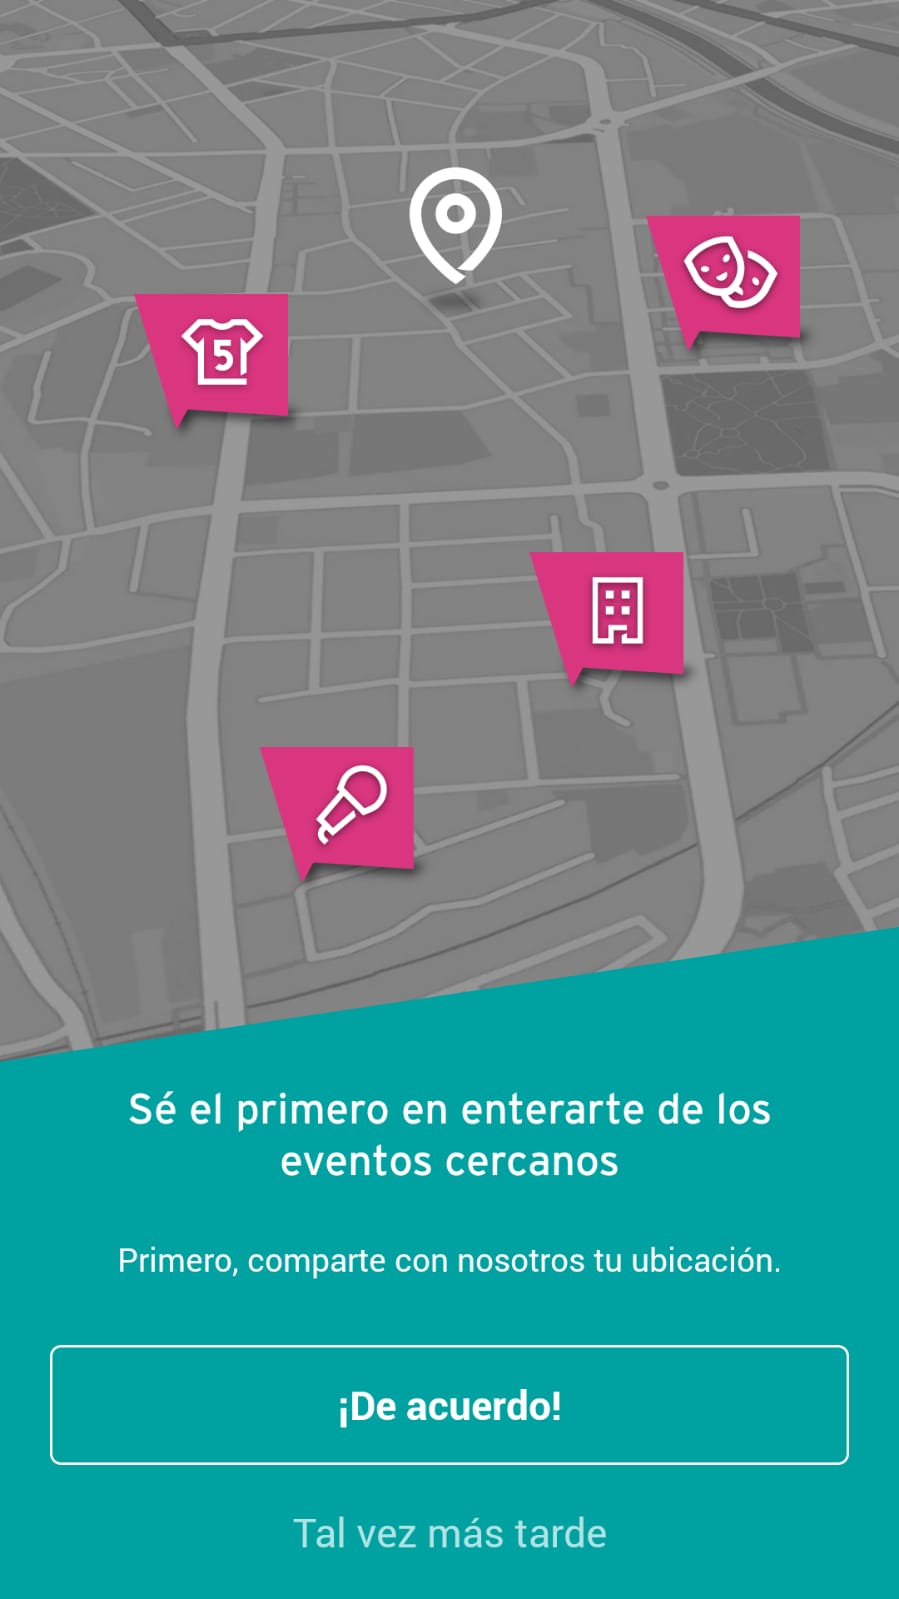 5
Sé el primero en enterarte de los
eventos cercanos
Primero, comparte con nosotros tu ubicación.
¡De acuerdo!
Tal vez más tarde